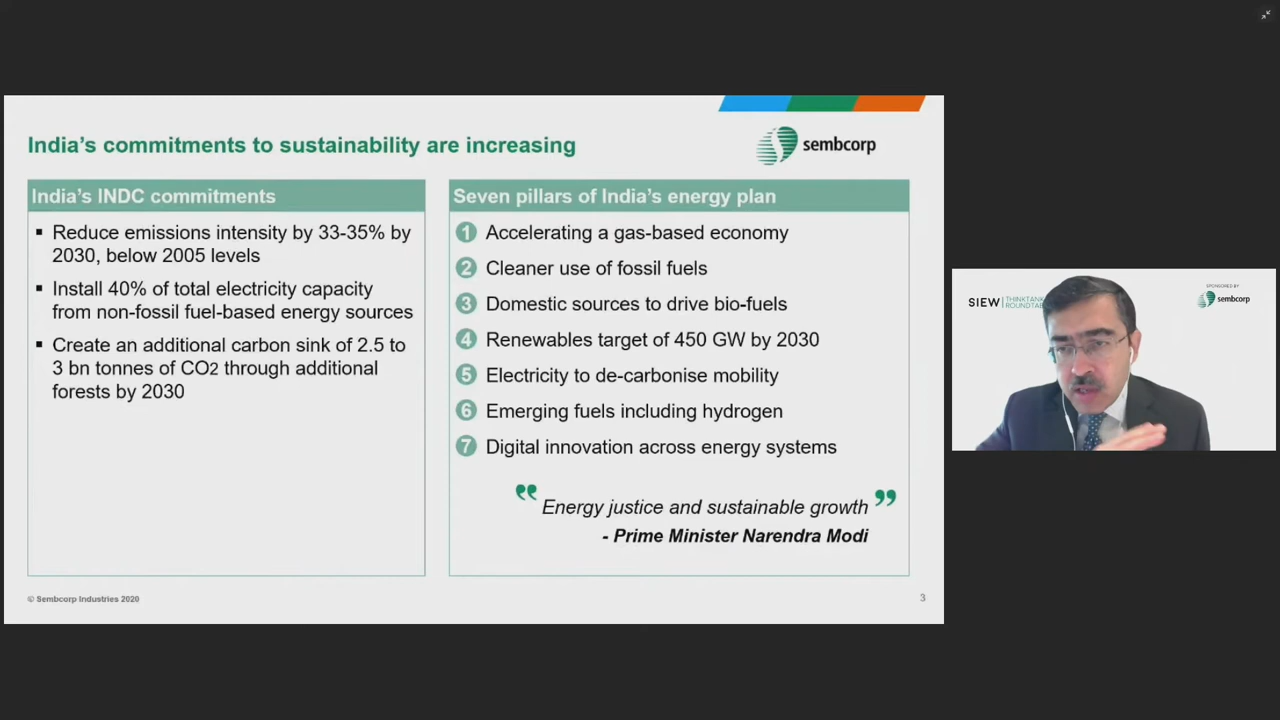 India's commitments to sustainability are increasing
sembcorp
India's INDC commitments
▪ Reduce emissions intensity by 33-35% by
2030, below 2005 levels
▪ Install 40% of total electricity capacity
from non-fossil fuel-based energy sources
▪ Create an additional carbon sink of 2.5 to
3 bn tonnes of CO2 through additional
forests by 2030
Seven pillars of India's energy plan
1 Accelerating a gas-based economy
2 Cleaner use of fossil fuels
3 Domestic sources to drive bio-fuels
4 Renewables target of 450 GW by 2030
5 Electricity to de-carbonise mobility
6 Emerging fuels including hydrogen
7 Digital innovation across energy systems
"Energy justice and sustainable growth"
- Prime Minister Narendra Modi
© Sembcorp Industries 2020
3
SIEW
THINKTANK
ROUNDTABLE
SPONSORED BY
sembcorp